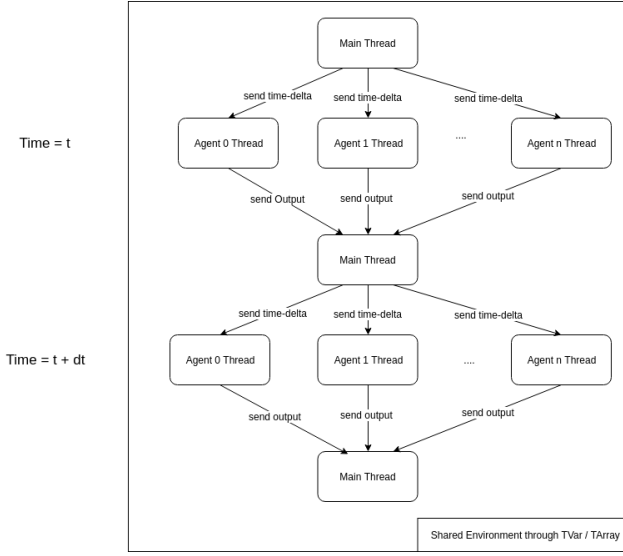 Main Thread
send time-delta
send time-delta
send time-delta
Time = t
Agent 0 Thread
Agent 1 Thread
....
Agent n Thread
send Output
send output
send output
Main Thread
send time-delta
send time-delta
send time-delta
Time = t + dt
Agent 0 Thread
Agent 1 Thread
....
Agent n Thread
send output
send output
send output
Main Thread
Shared Environment through TVar / TArray